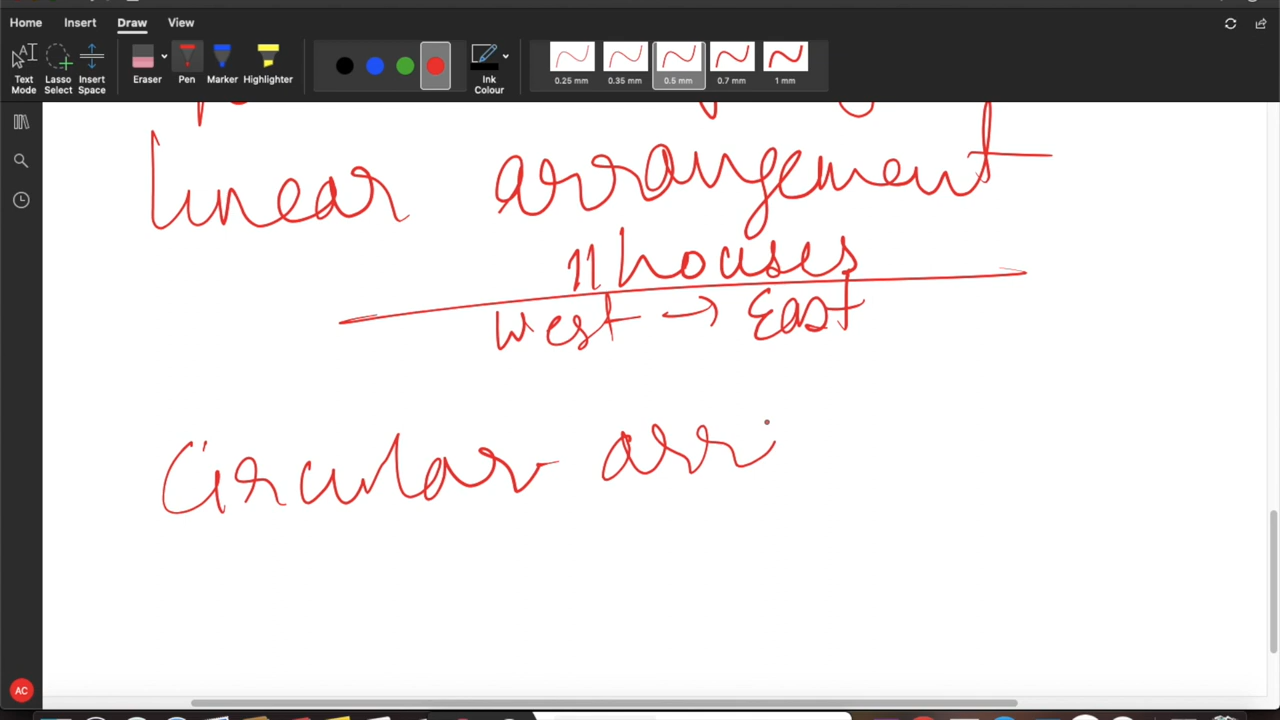 Home Insert Draw View
Text Mode Lasso Select Insert Space Eraser Pen Marker Highlighter Ink Colour 0.25 mm 0.35 mm 0.5 mm 0.7 mm 1 mm
linear arrangement
11 houses
West → East
Circular arr
AC